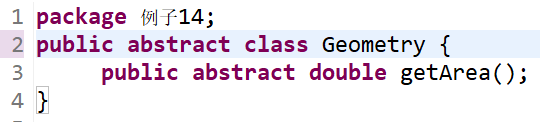 1 package 例子14;
2 public abstract class Geometry {
3 public abstract double getArea();
4 }